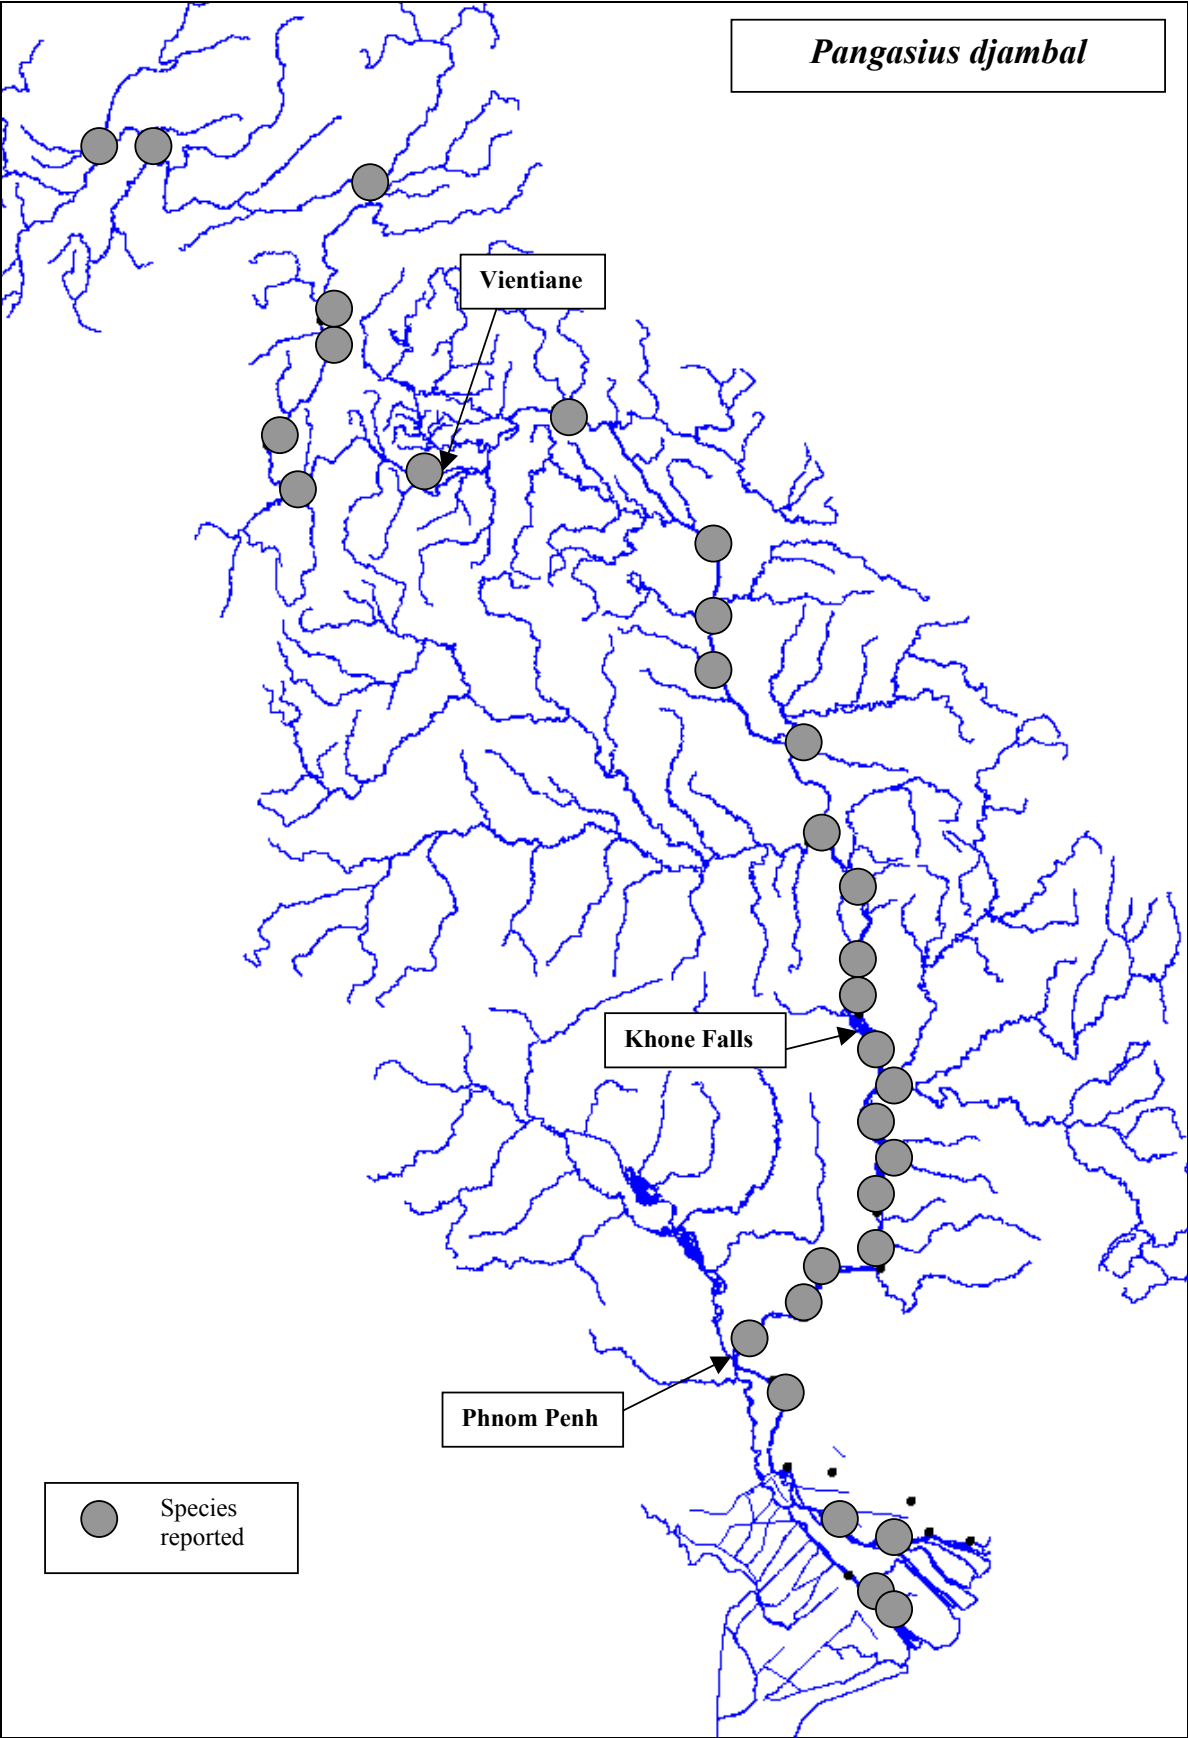 Pangasius djambal
Vientiane
Khone Falls
Phnom Penh
Species
reported